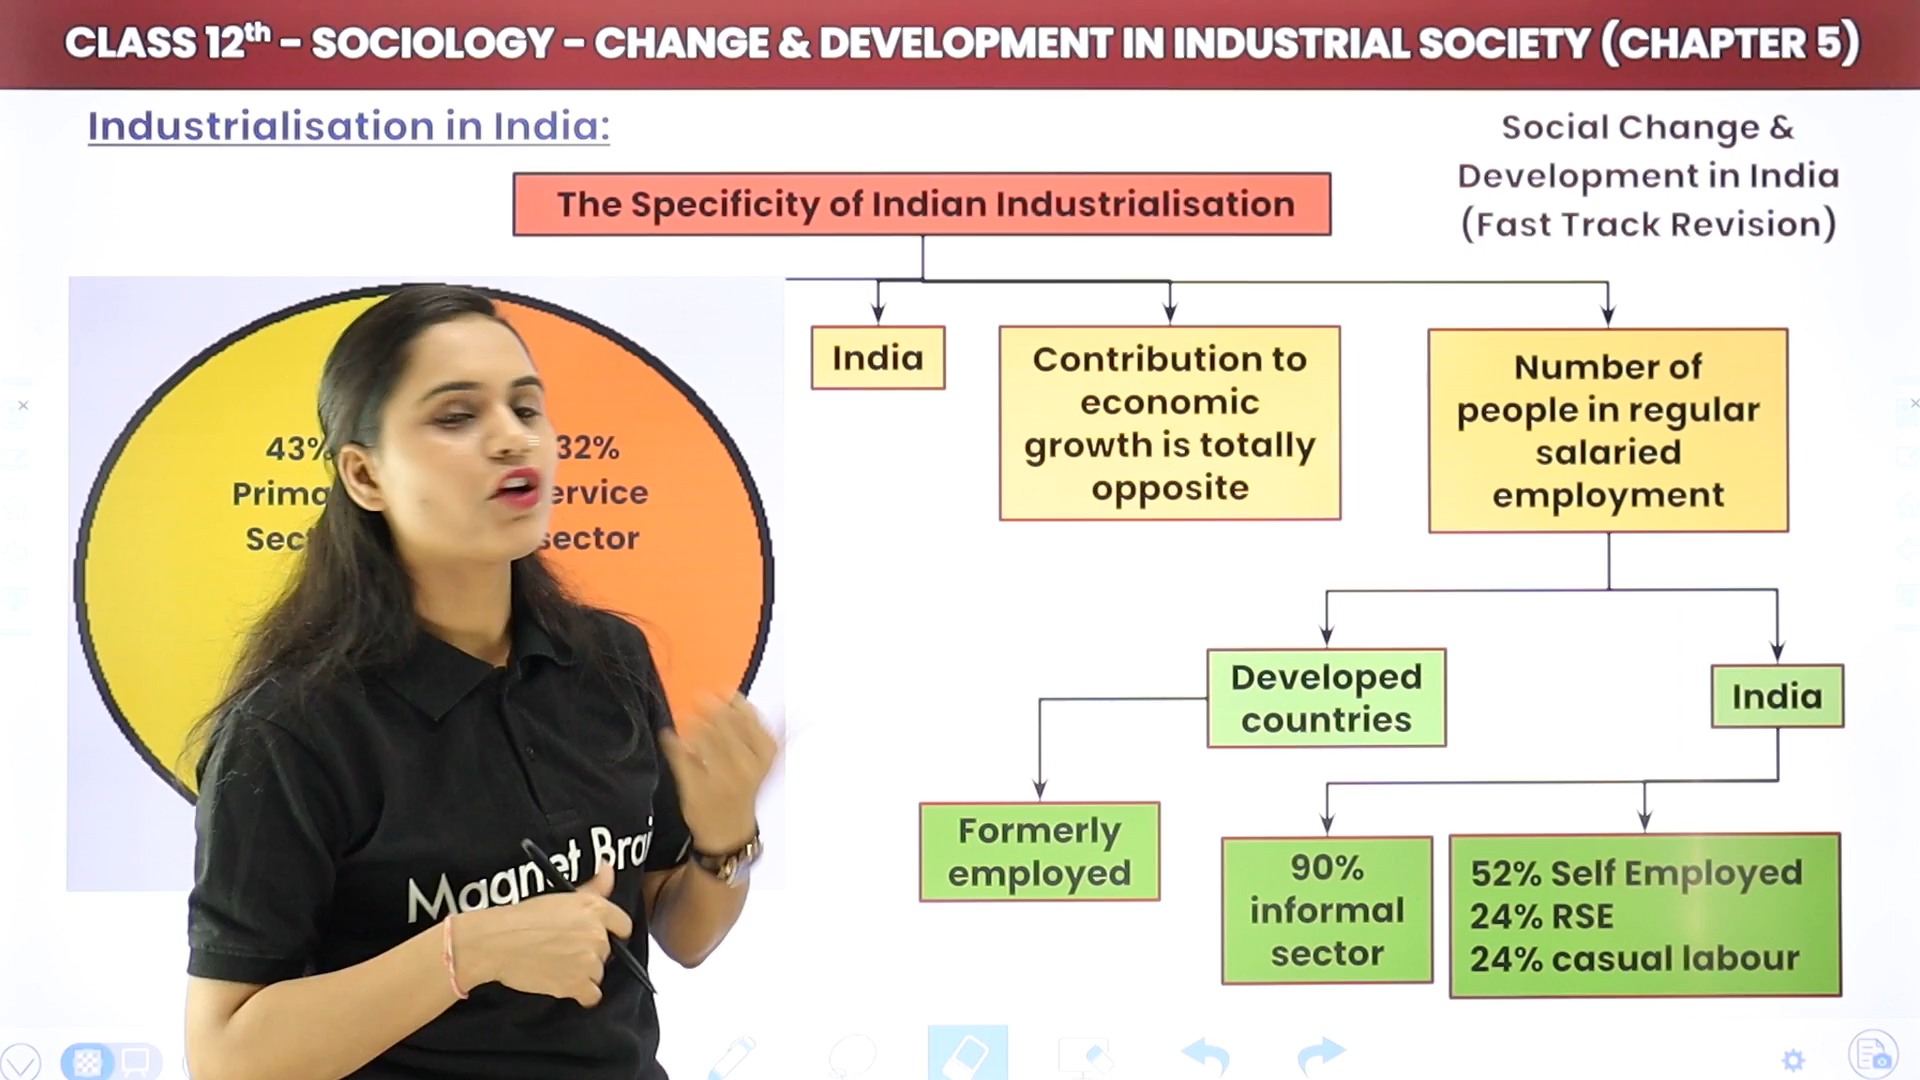 CLASS 12th - SOCIOLOGY - CHANGE & DEVELOPMENT IN INDUSTRIAL SOCIETY (CHAPTER 5)
Industrialisation in India:
Social Change &
Development in India
(Fast Track Revision)
The Specificity of Indian Industrialisation
43%
32%
sector
India
Contribution to
economic
growth is totally
opposite
Number of
people in regular
salaried
employment
Developed
countries
India
Formerly
employed
90%
informal
sector
52% Self Employed
24% RSE
24% casual labour
Magnet